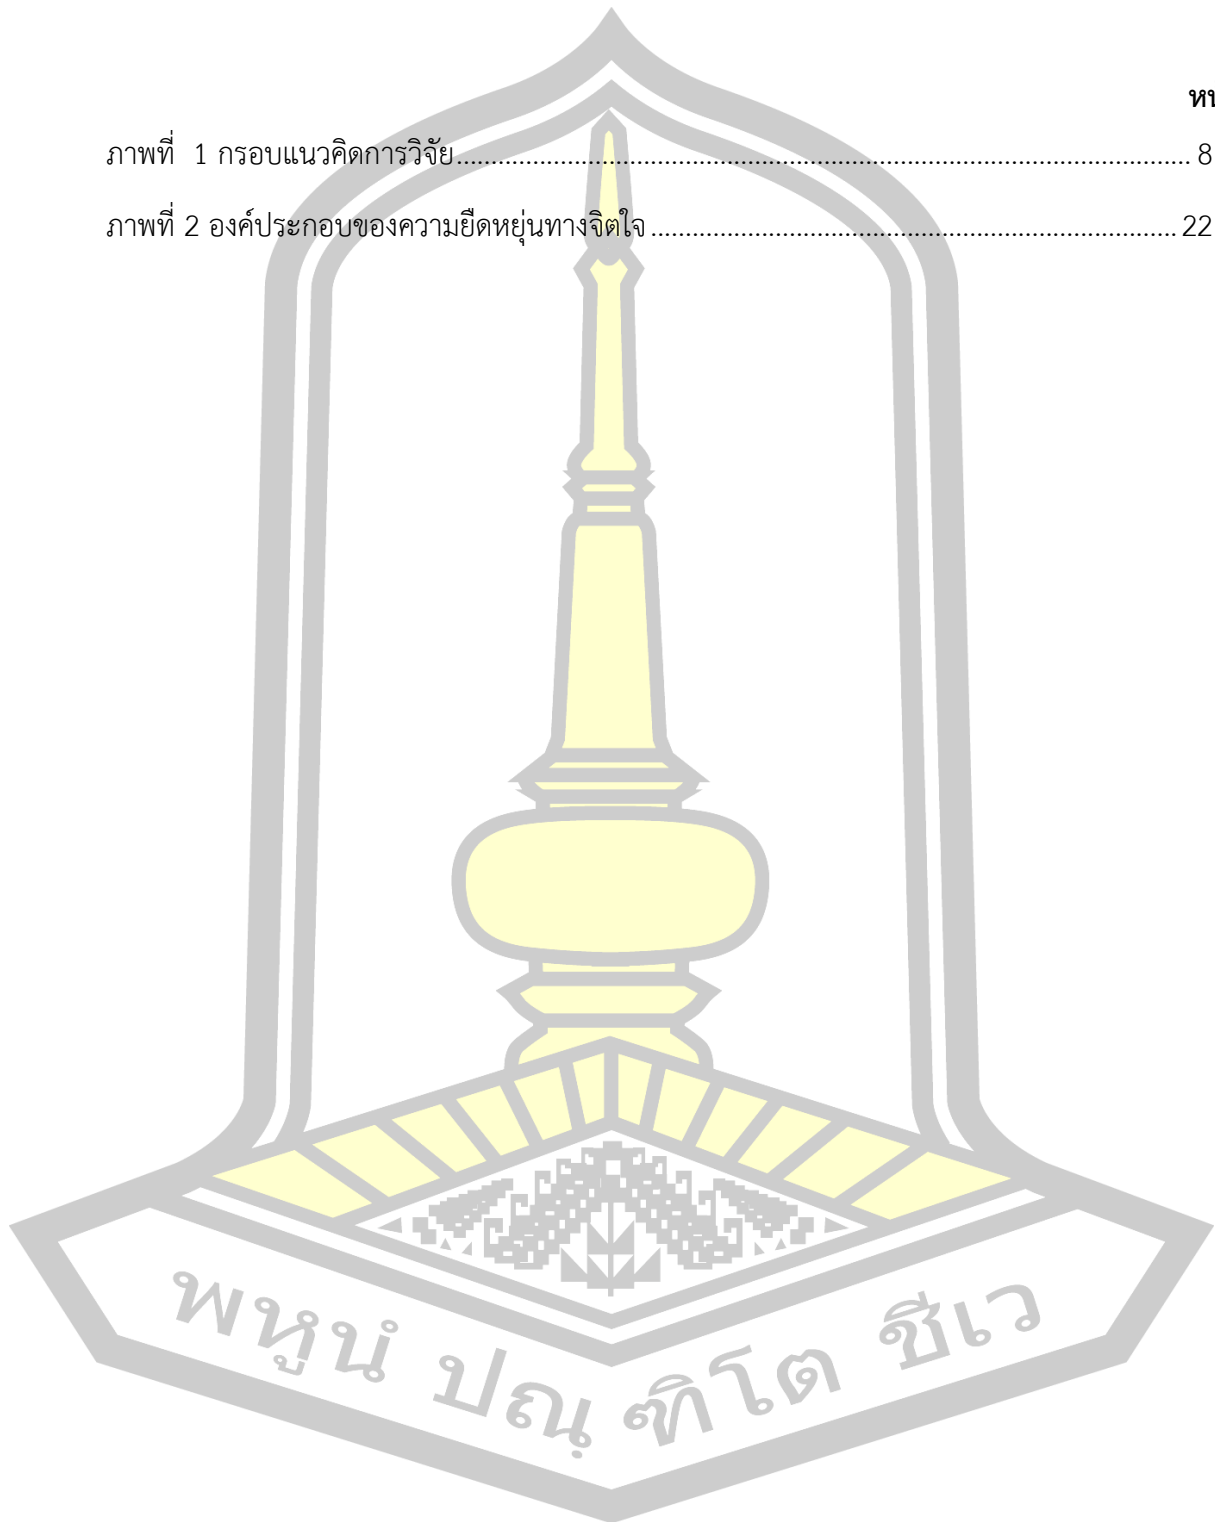 ภาพที่ 1 กรอบแนวคิดการวิจัย 8
ภาพที่ 2 องค์ประกอบของความยืดหยุ่นทางจิตใจ 22
พหูนํ ปณฺฑิโต ชีเว